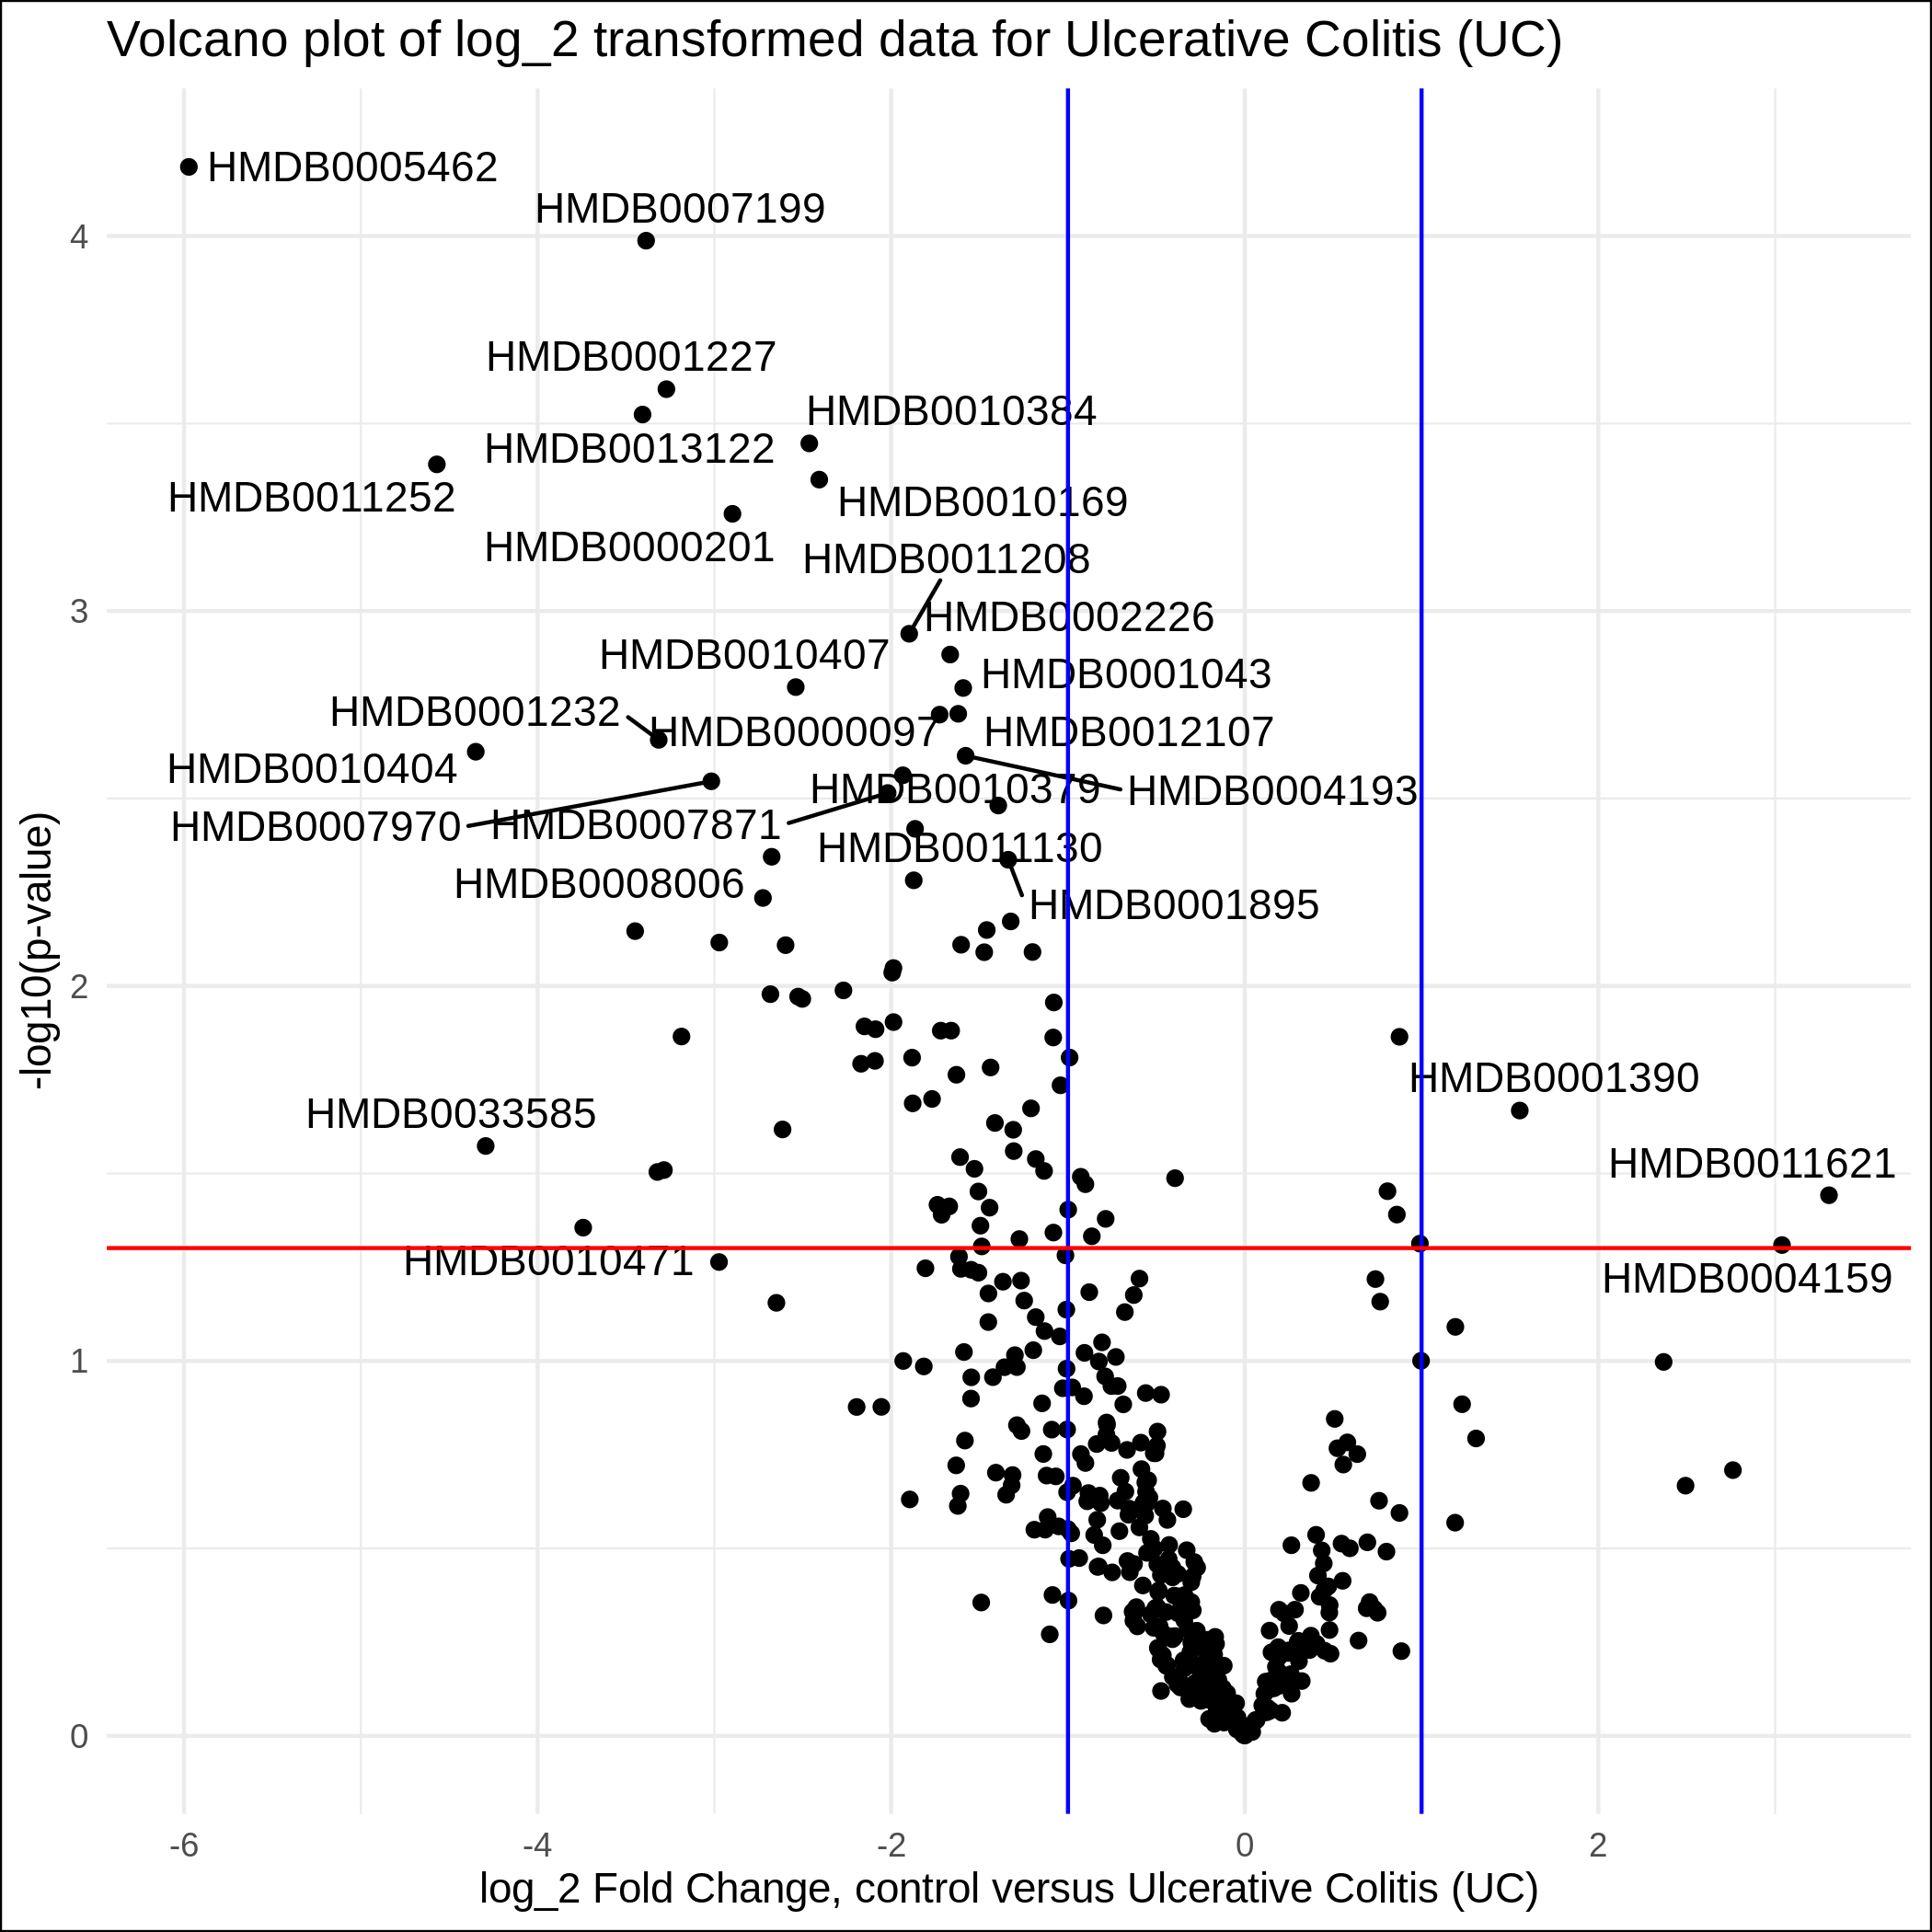 Volcano plot of log_2 transformed data for Ulcerative Colitis (UC)
HMDB0005462
HMDB0007199
HMDB0001227
HMDB0010384
HMDB0013122
HMDB0011252
HMDB0010169
HMDB0000201
HMDB0011208
HMDB0002226
HMDB0010407
HMDB0001043
HMDB0001232
HMDB0000097
HMDB0012107
HMDB0010404
HMDB0010379
HMDB0004193
HMDB0007970
HMDB0007871
HMDB0011130
HMDB0008006
HMDB0001895
HMDB0001390
HMDB0033585
HMDB0011621
HMDB0010471
HMDB0004159
-log10(p-value)
4
3
2
1
0
-6
-4
-2
0
2
log_2 Fold Change, control versus Ulcerative Colitis (UC)